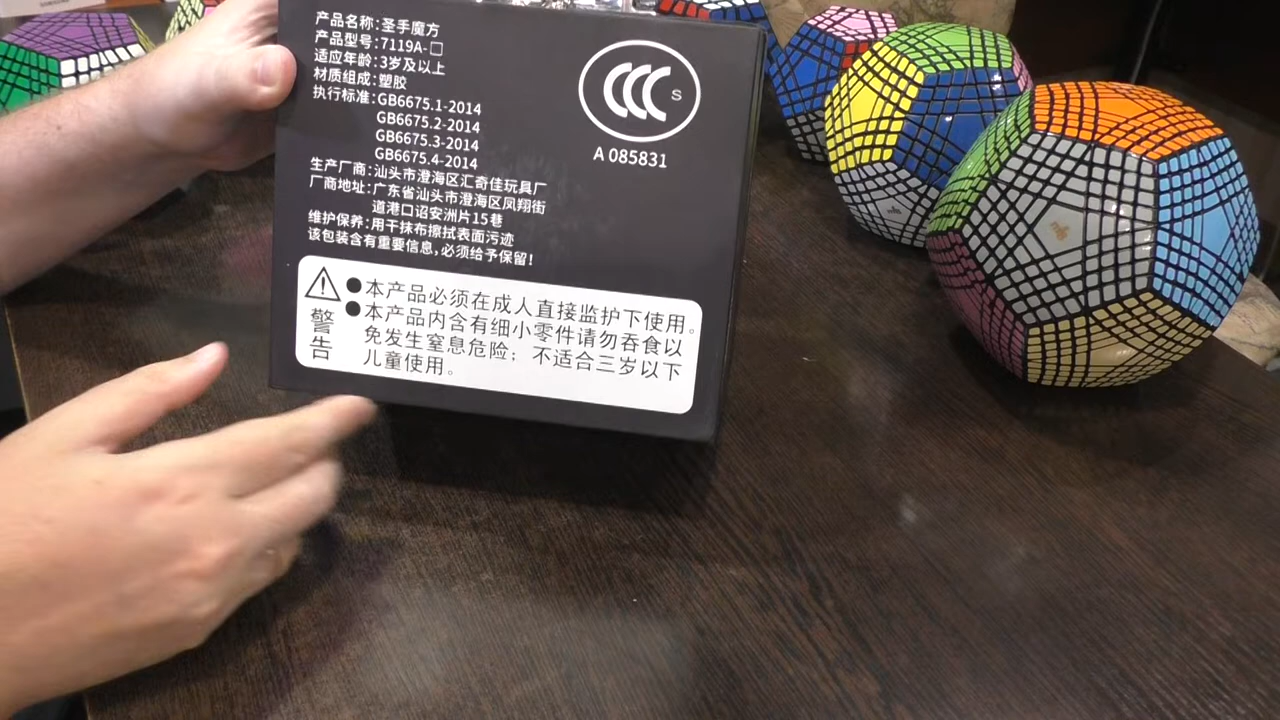 产品名称:圣手魔方
产品型号:7119A-□
适应年龄:3岁及以上
材质组成:塑胶
执行标准:GB6675.1-2014
GB6675.2-2014
GB6675.3-2014
GB6675.4-2014
生产厂商:汕头市澄海区汇奇佳玩具厂
厂商地址:广东省汕头市澄海区凤翔街
道港口诏安洲片15巷
维护保养:用干抹布擦拭表面污迹
该包装含有重要信息,必须给予保留!
CCC S
A 085831
警告
●本产品必须在成人直接监护下使用。
●本产品内含有细小零件请勿吞食以
免发生窒息危险; 不适合三岁以下
儿童使用。